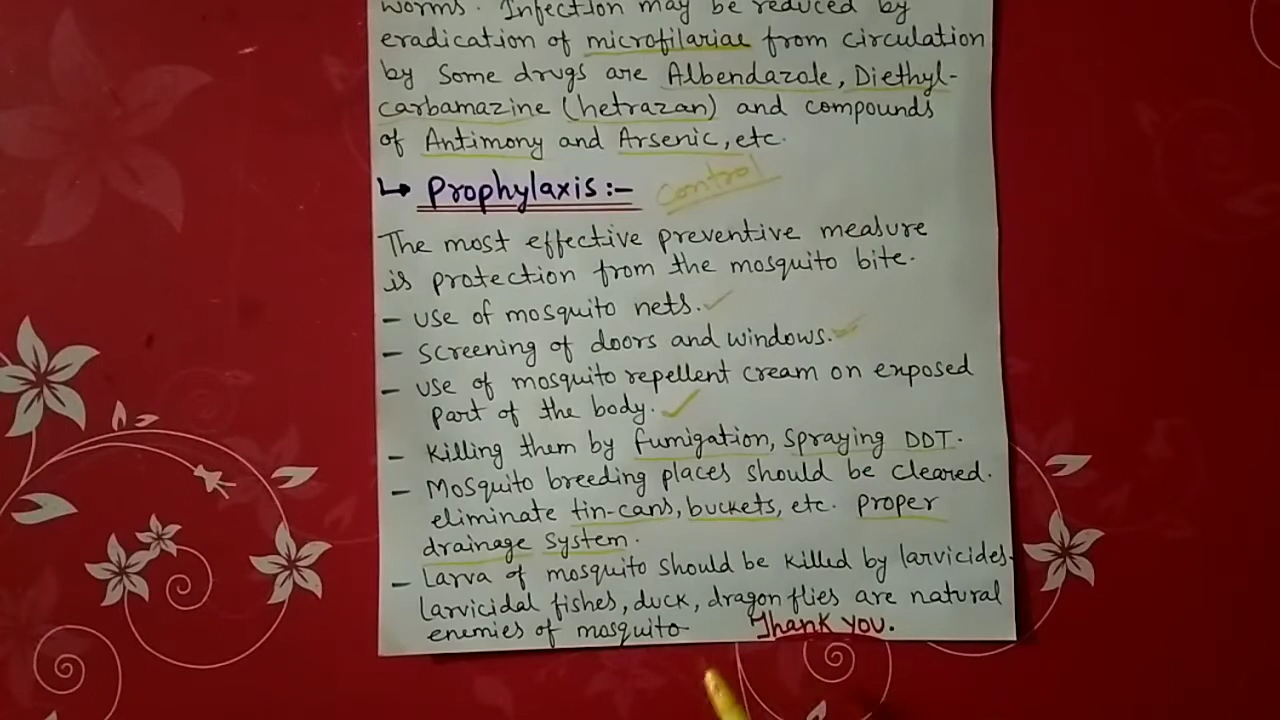 worms. Infection may be reduced by
eradication of microfilariae from circulation
by some drugs are Albendazole, Diethyl-
carbamazine (hetrazan) and compounds
of Antimony and Arsenic, etc.
↳ Prophylaxis:- control
The most effective preventive measure
is protection from the mosquito bite.
- Use of mosquito nets. ✓
- Screening of doors and windows. ✓
- Use of mosquito repellent cream on exposed
part of the body. ✓
- Killing them by fumigation, spraying DDT.
- Mosquito breeding places should be cleared.
eliminate tin-cans, buckets, etc. Proper
drainage system.
- Larva of mosquito should be killed by larvicides.
Larvicidal fishes, duck, dragon flies are natural
enemies of mosquito Thank you.